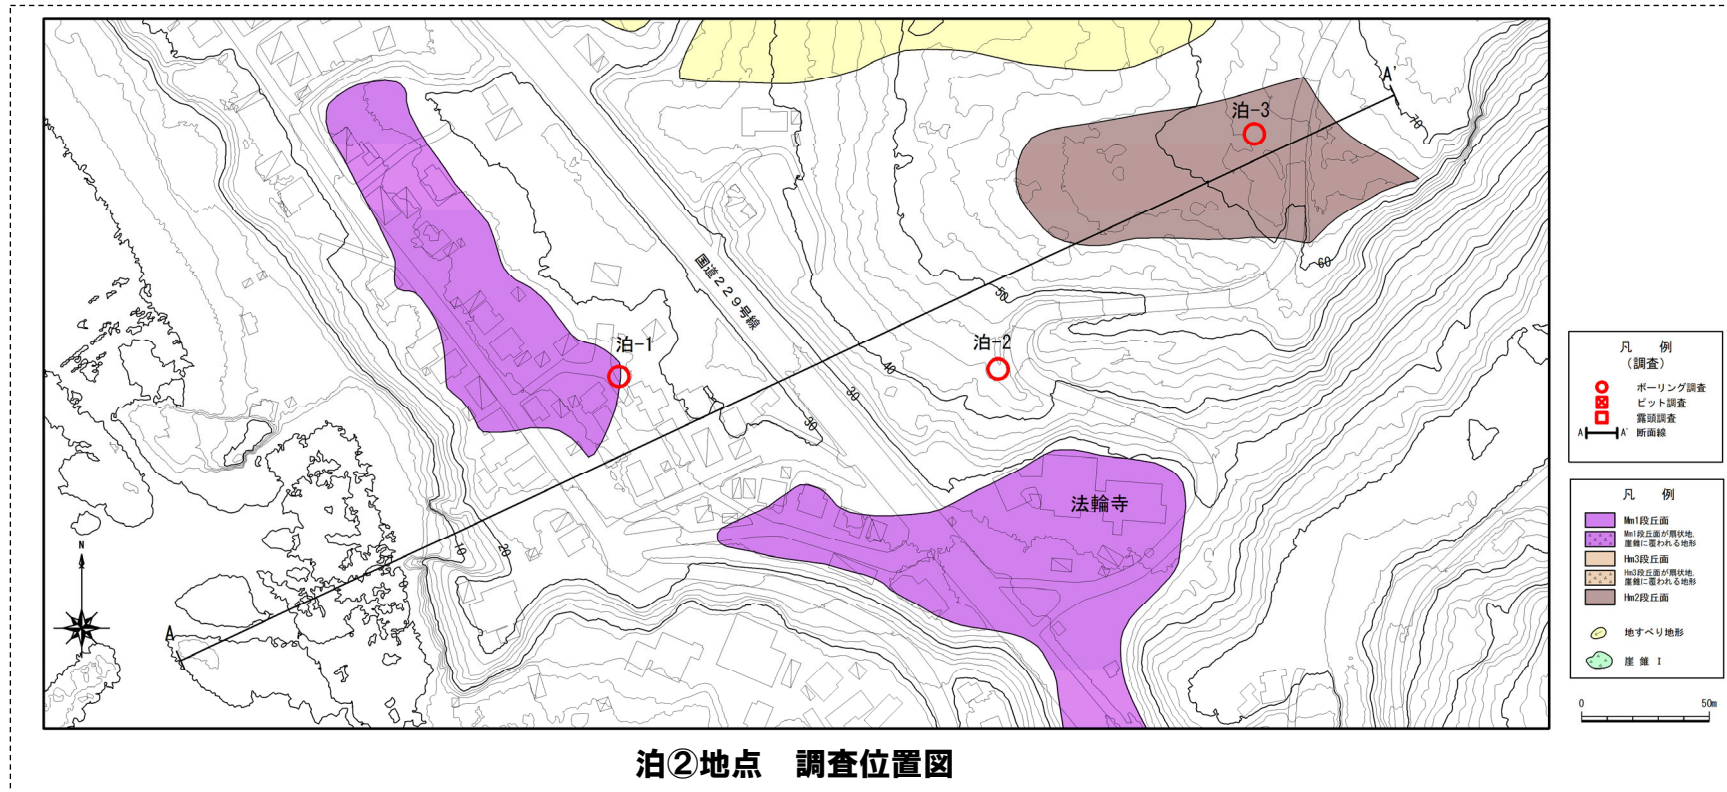 A'
泊-3
70
60
国道229号線
50
泊-1
泊-2
40
30
30
法輪寺
10
20
N
A
凡 例
(調査)
ボーリング調査
ピット調査
露頭調査
A A' 断面線
凡 例
Mm1段丘面
Mm1段丘面が扇状地,
崖錐に覆われる地形
Hm3段丘面
Hm3段丘面が扇状地,
崖錐に覆われる地形
Hm2段丘面
地すべり地形
崖錐 I
0 50m
泊②地点 調査位置図